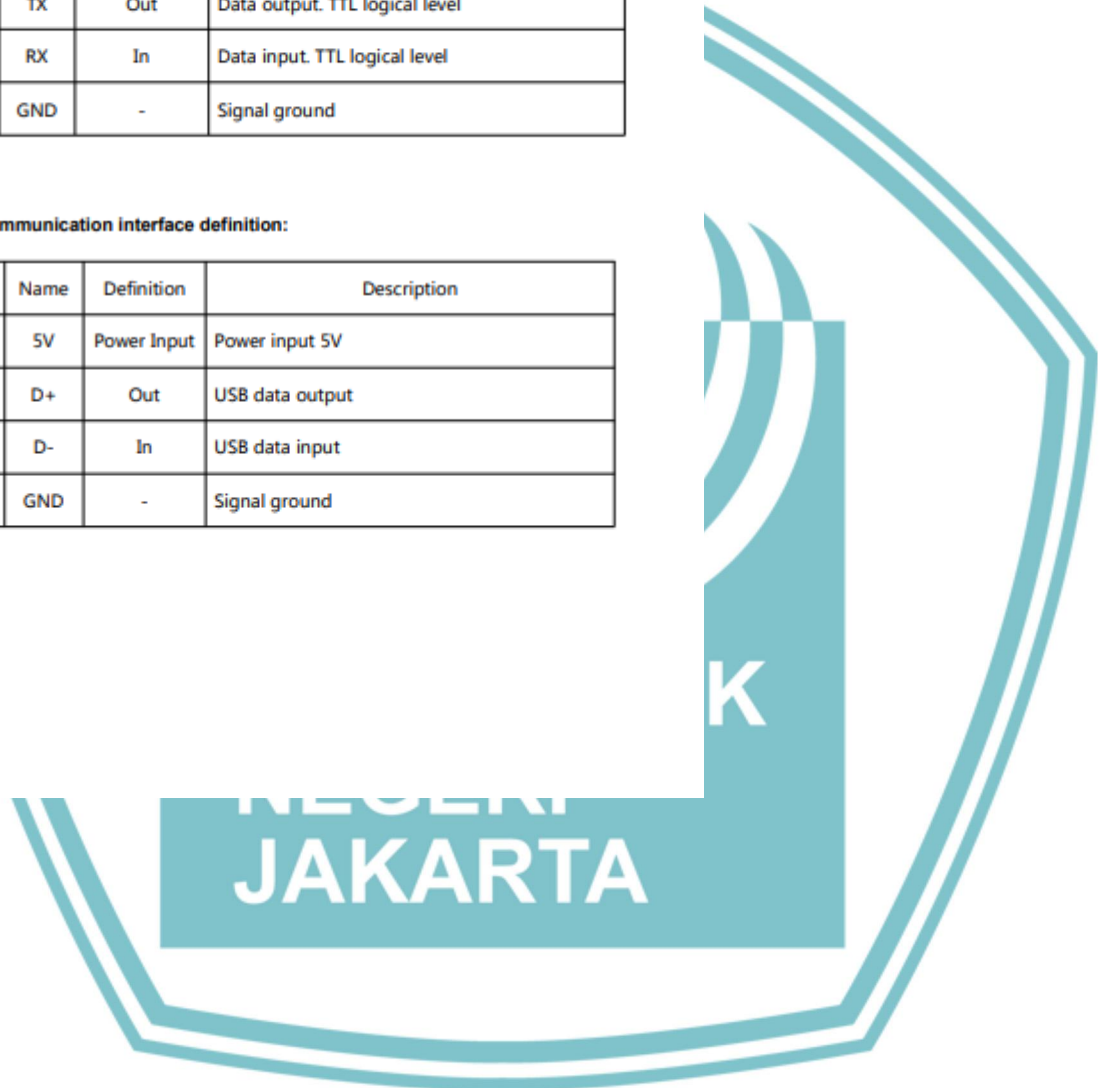 TX Out Data output. TTL logical level
RX In Data input. TTL logical level
GND - Signal ground
mmunication interface definition:
Name Definition Description
5V Power Input Power input 5V
D+ Out USB data output
D- In USB data input
GND - Signal ground
K
NEGERI
JAKARTA